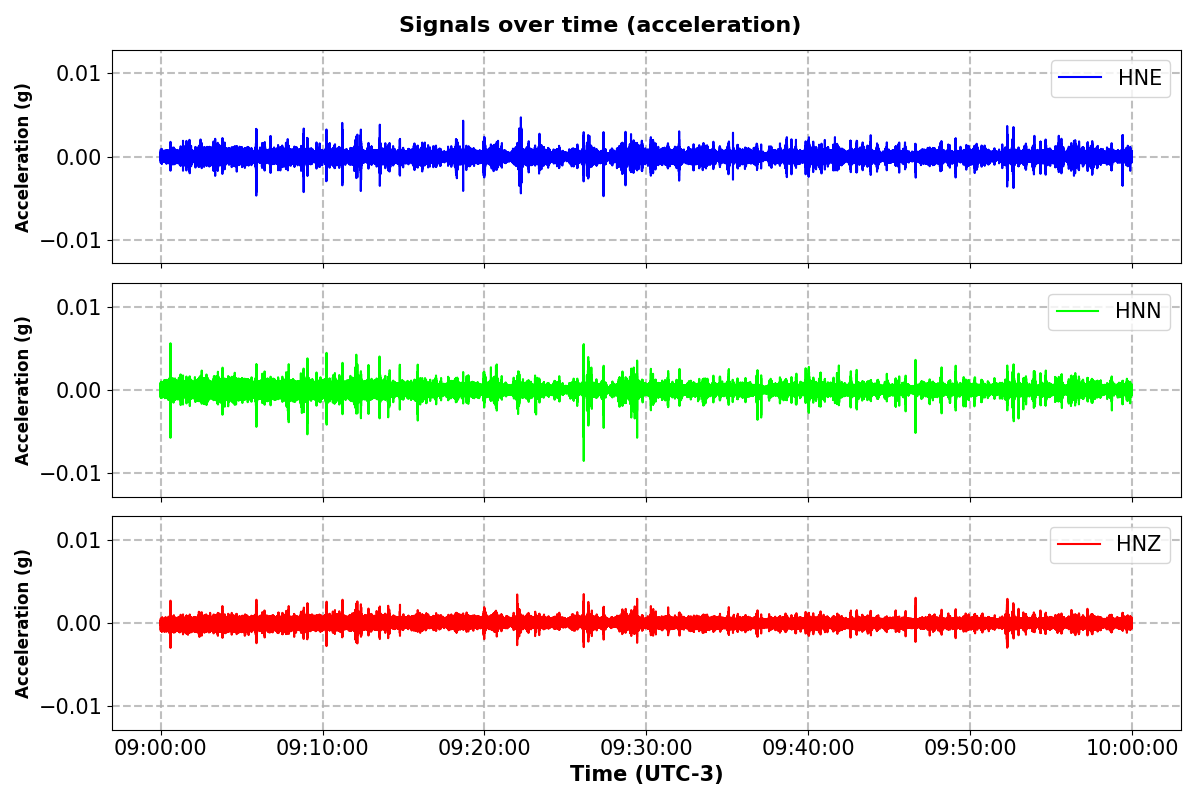 Signals over time (acceleration)
Acceleration (g)
0.01
0.00
−0.01
HNE
Acceleration (g)
0.01
0.00
−0.01
HNN
Acceleration (g)
0.01
0.00
−0.01
HNZ
09:00:00 09:10:00 09:20:00 09:30:00 09:40:00 09:50:00 10:00:00
Time (UTC-3)